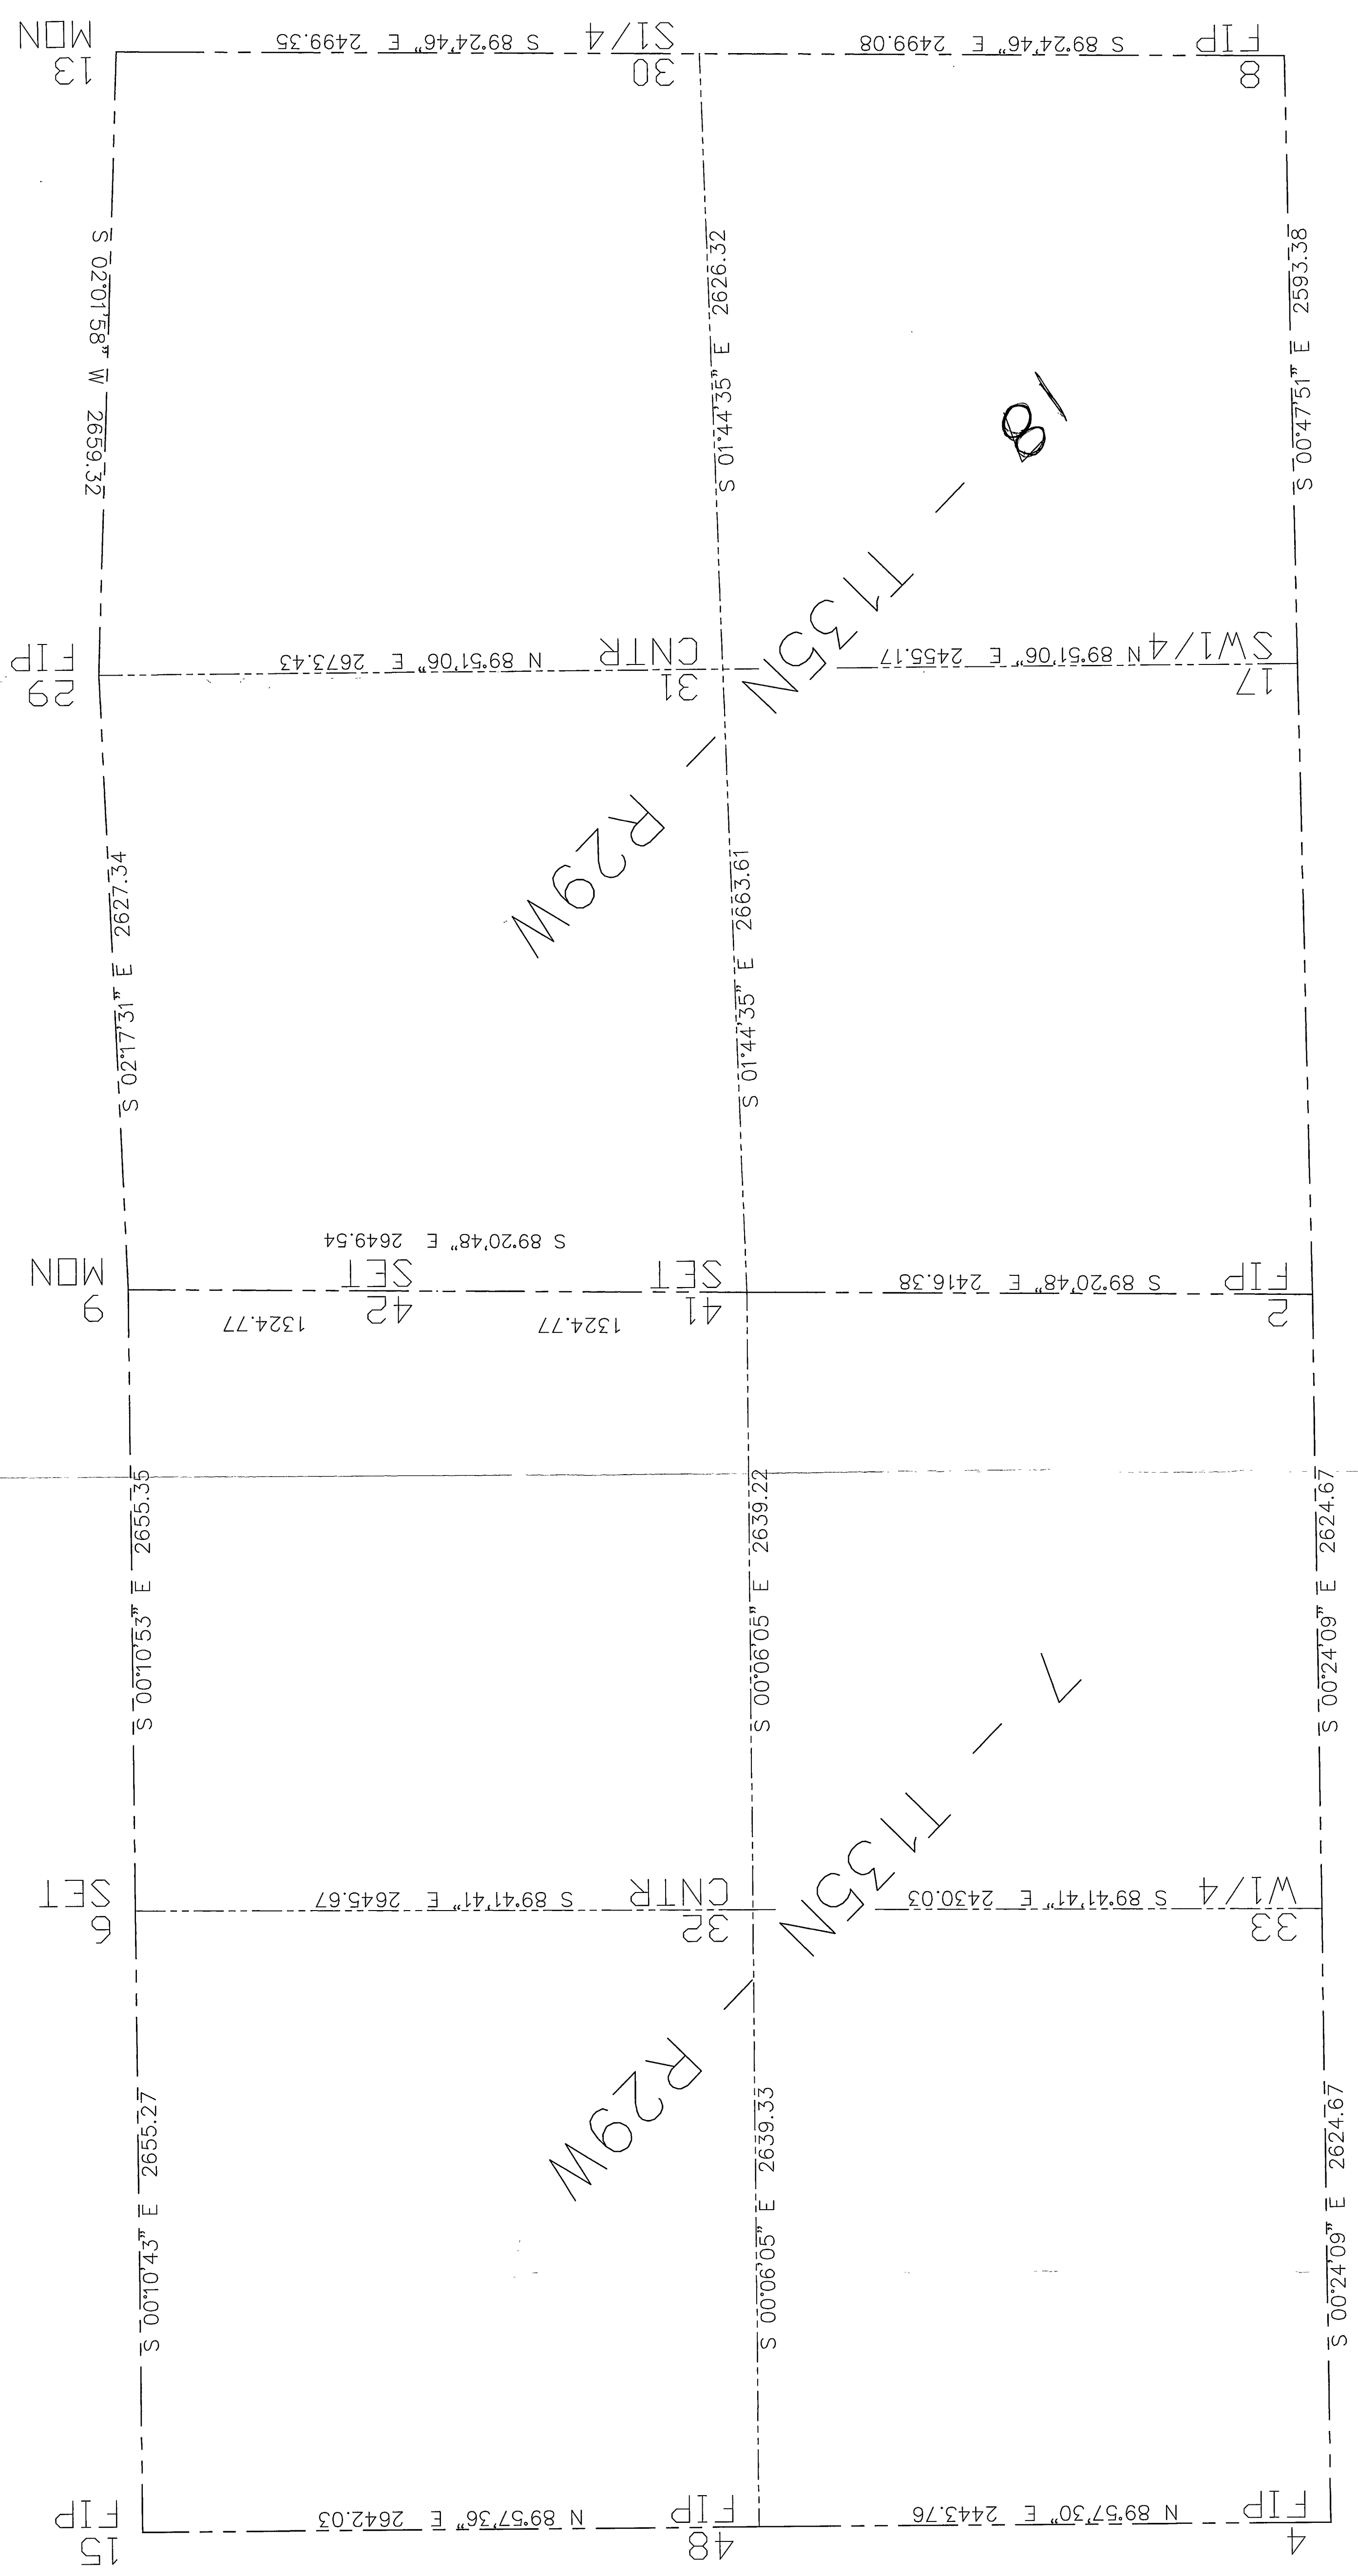 4
FIP
N 89°57'30" E 2443.76
48
FIP
N 89°57'36" E 2642.03
15
FIP
S 00°24'09" E 2624.67
S 00°06'05" E 2639.33
S 00°10'43" E 2655.27
33
W1/4
S 89°41'41" E 2430.03
32
CNTR
S 89°41'41" E 2645.67
6
SET
7 - T135N - R29W
S 00°24'09" E 2624.67
S 00°06'05" E 2639.22
S 00°10'53" E 2655.35
2
FIP
S 89°20'48" E 2416.38
41
SET
1324.77
42
SET
1324.77
S 89°20'48" E 2649.54
9
MON
S 01°44'35" E 2663.61
S 02°17'31" E 2627.34
17
SW1/4
N 89°51'06" E 2455.17
31
CNTR
N 89°51'06" E 2673.43
29
FIP
18 - T135N - R29W
S 00°47'51" E 2593.38
S 01°44'35" E 2626.32
S 02°01'58" W 2659.32
8
FIP
S 89°24'46" E 2499.08
30
S1/4
S 89°24'46" E 2499.35
13
MON